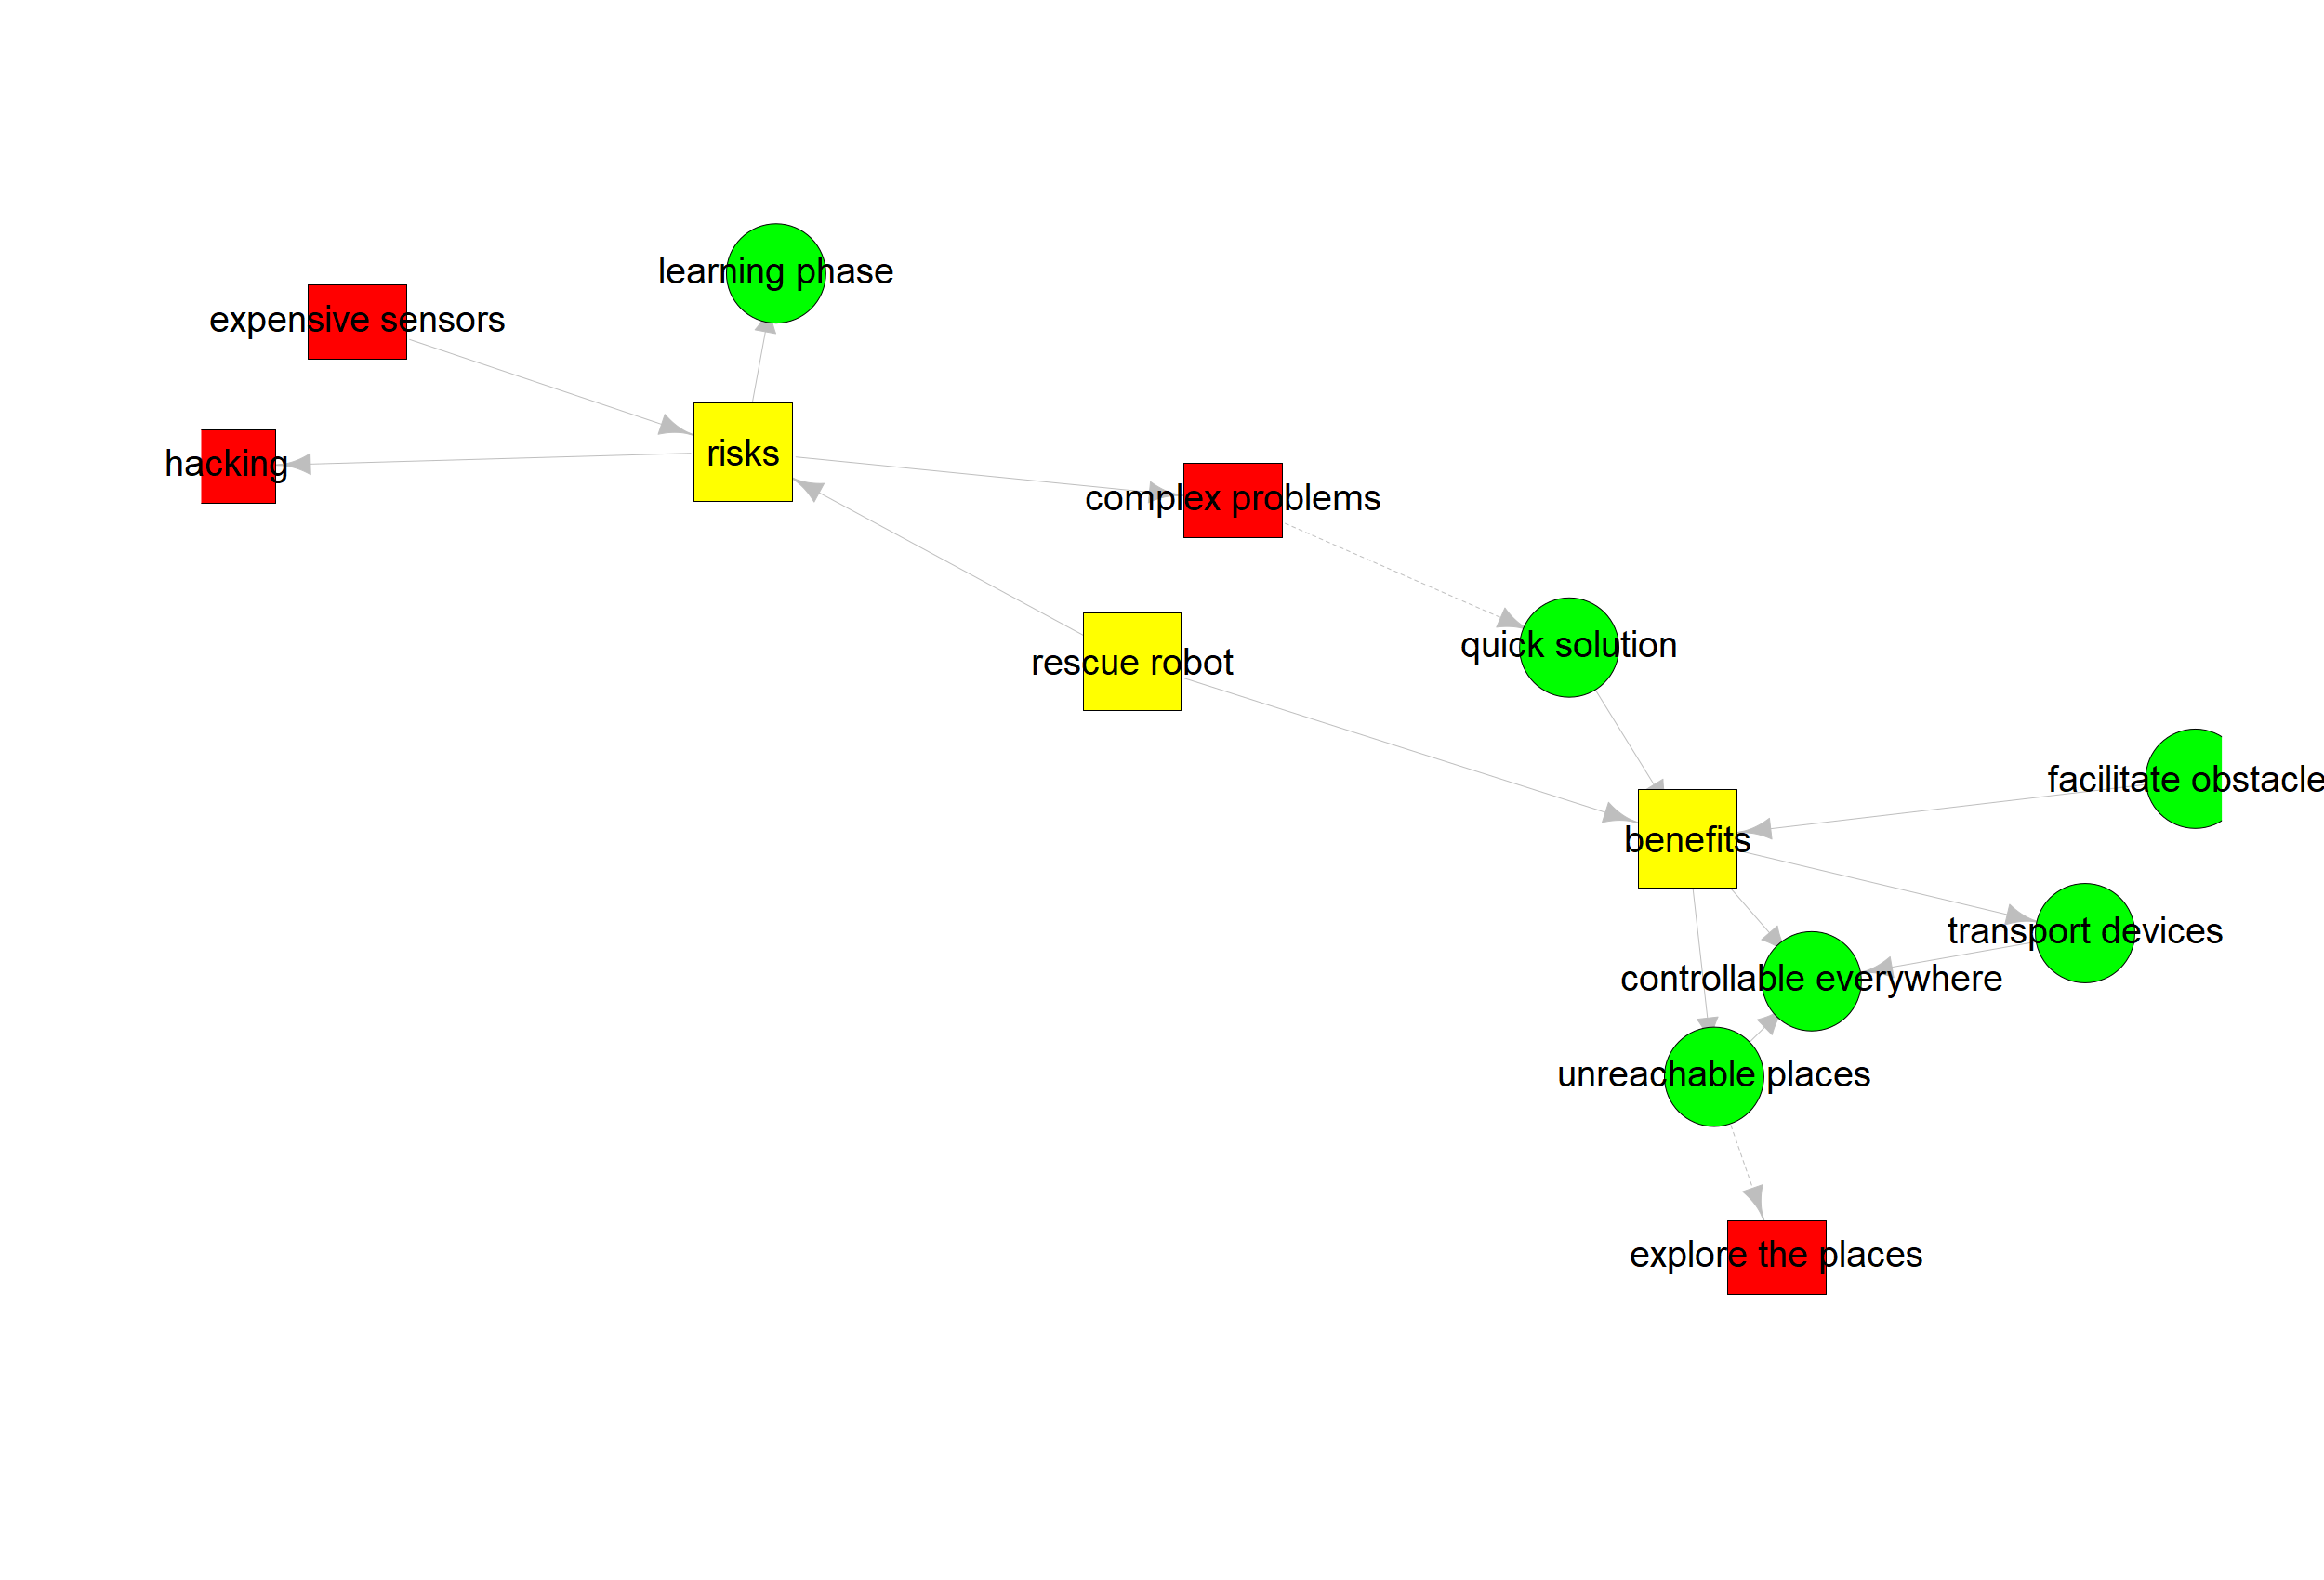 learning phase
expensive sensors
risks
hacking
complex problems
quick solution
rescue robot
facilitate obstacle
benefits
transport devices
controllable everywhere
unreachable places
explore the places